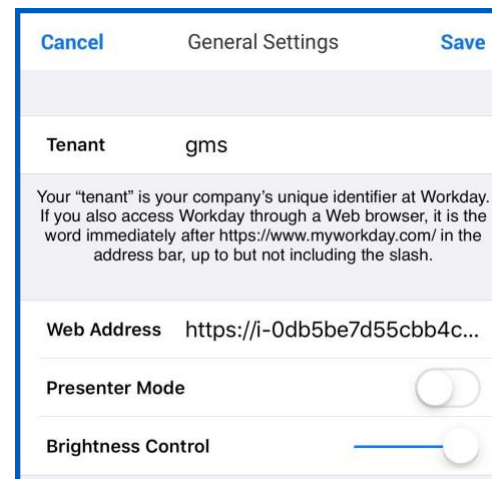 Cancel General Settings Save
Tenant gms
Your “tenant” is your company’s unique identifier at Workday.
If you also access Workday through a Web browser, it is the
word immediately after https://www.myworkday.com/ in the
address bar, up to but not including the slash.
Web Address https://i-0db5be7d55cbb4c...
Presenter Mode
Brightness Control